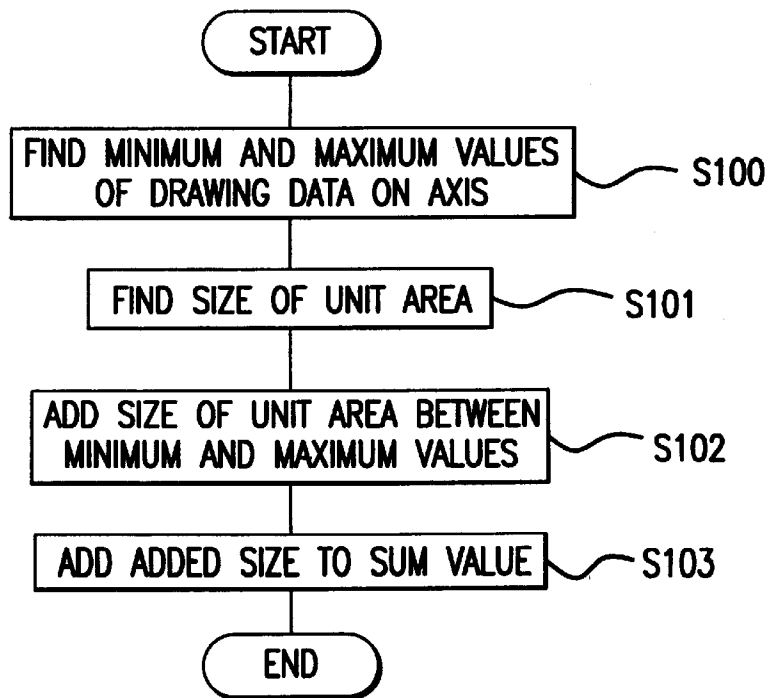 START
FIND MINIMUM AND MAXIMUM VALUES
OF DRAWING DATA ON AXIS
S100
FIND SIZE OF UNIT AREA
S101
ADD SIZE OF UNIT AREA BETWEEN
MINIMUM AND MAXIMUM VALUES
S102
ADD ADDED SIZE TO SUM VALUE
S103
END